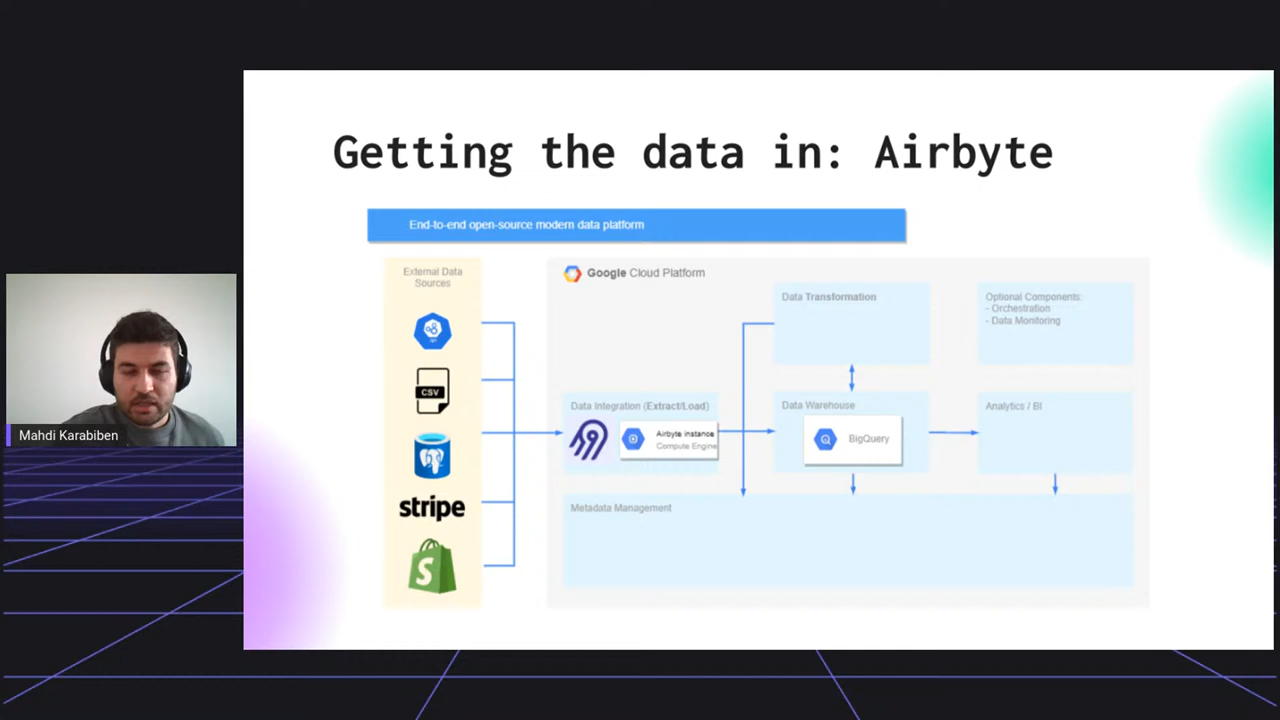 Getting the data in: Airbyte
End-to-end open-source modern data platform
External Data
Sources
api
CSV
stripe
Google Cloud Platform
Data Transformation
Optional Components:
- Orchestration
- Data Monitoring
Data Integration (Extract/Load)
Airbyte instance
Compute Engine
Data Warehouse
BigQuery
Analytics / BI
Metadata Management
Mahdi Karabiben